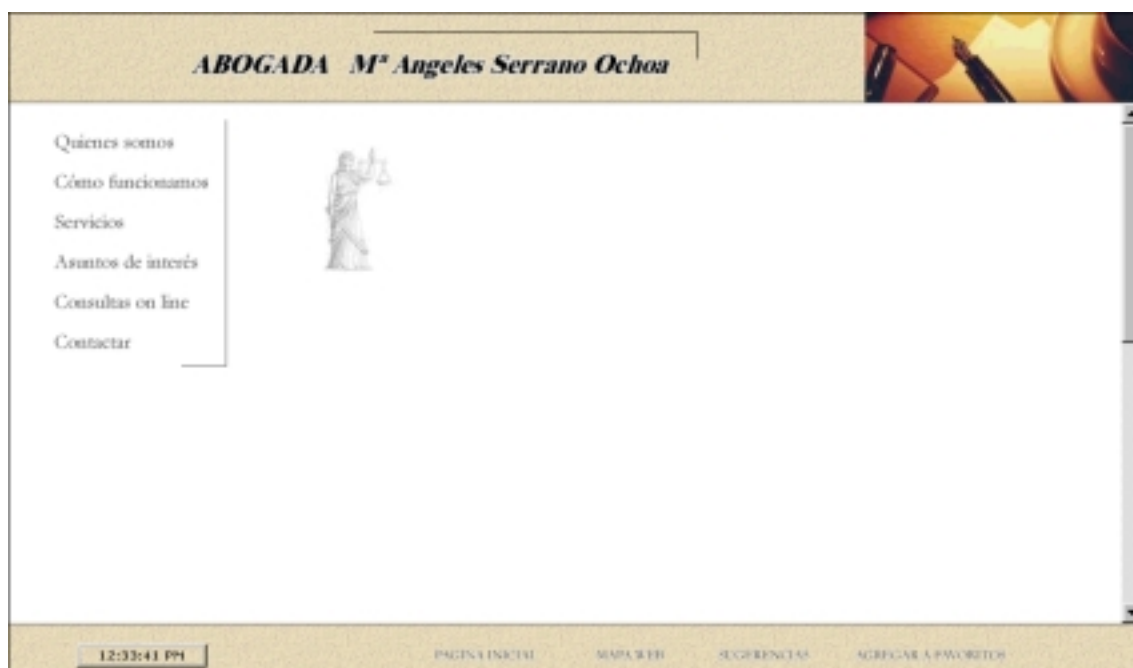 ABOGADA Mª Angeles Serrano Ochoa
Quienes somos
Cómo funcionamos
Servicios
Asuntos de interés
Consultas on line
Contactar
12:33:41 PM
PAGINA INICIAL MAPA WEB SUGERENCIAS AGREGAR A FAVORITOS